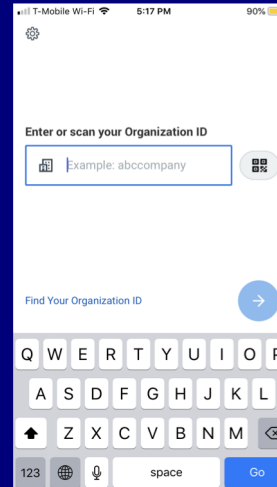 T-Mobile Wi-Fi 5:17 PM 90%
Enter or scan your Organization ID
Example: abccompany
Find Your Organization ID
Q W E R T Y U I O P
A S D F G H J K L
Z X C V B N M
123 space Go